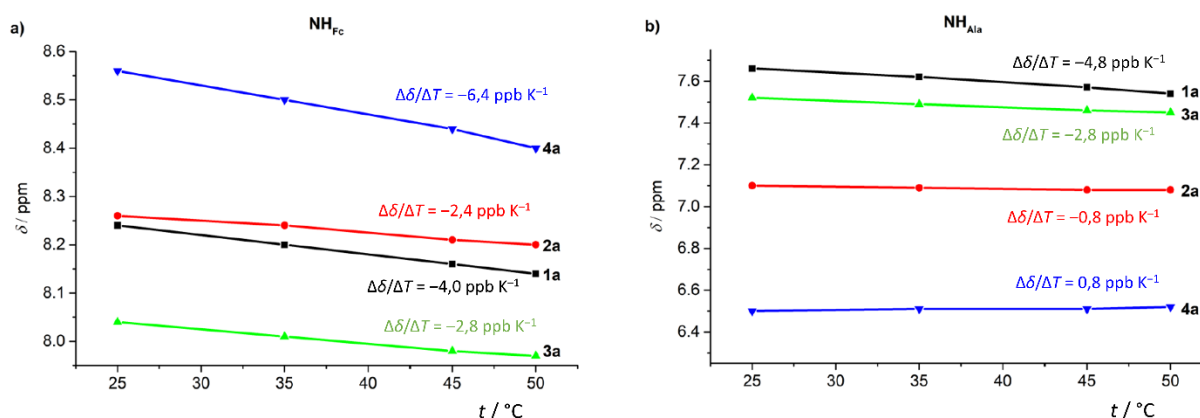 a)
NH_Fc
δ / ppm
8.6
8.5
8.4
8.3
8.2
8.1
8.0
Δδ/ΔT = −6,4 ppb K⁻¹
4a
Δδ/ΔT = −2,4 ppb K⁻¹
2a
1a
Δδ/ΔT = −4,0 ppb K⁻¹
Δδ/ΔT = −2,8 ppb K⁻¹
3a
25 30 35 40 45 50
t / °C
b)
NH_Ala
δ / ppm
7.6
7.4
7.2
7.0
6.8
6.6
6.4
Δδ/ΔT = −4,8 ppb K⁻¹
1a
3a
Δδ/ΔT = −2,8 ppb K⁻¹
2a
Δδ/ΔT = −0,8 ppb K⁻¹
Δδ/ΔT = 0,8 ppb K⁻¹
4a
25 30 35 40 45 50
t / °C